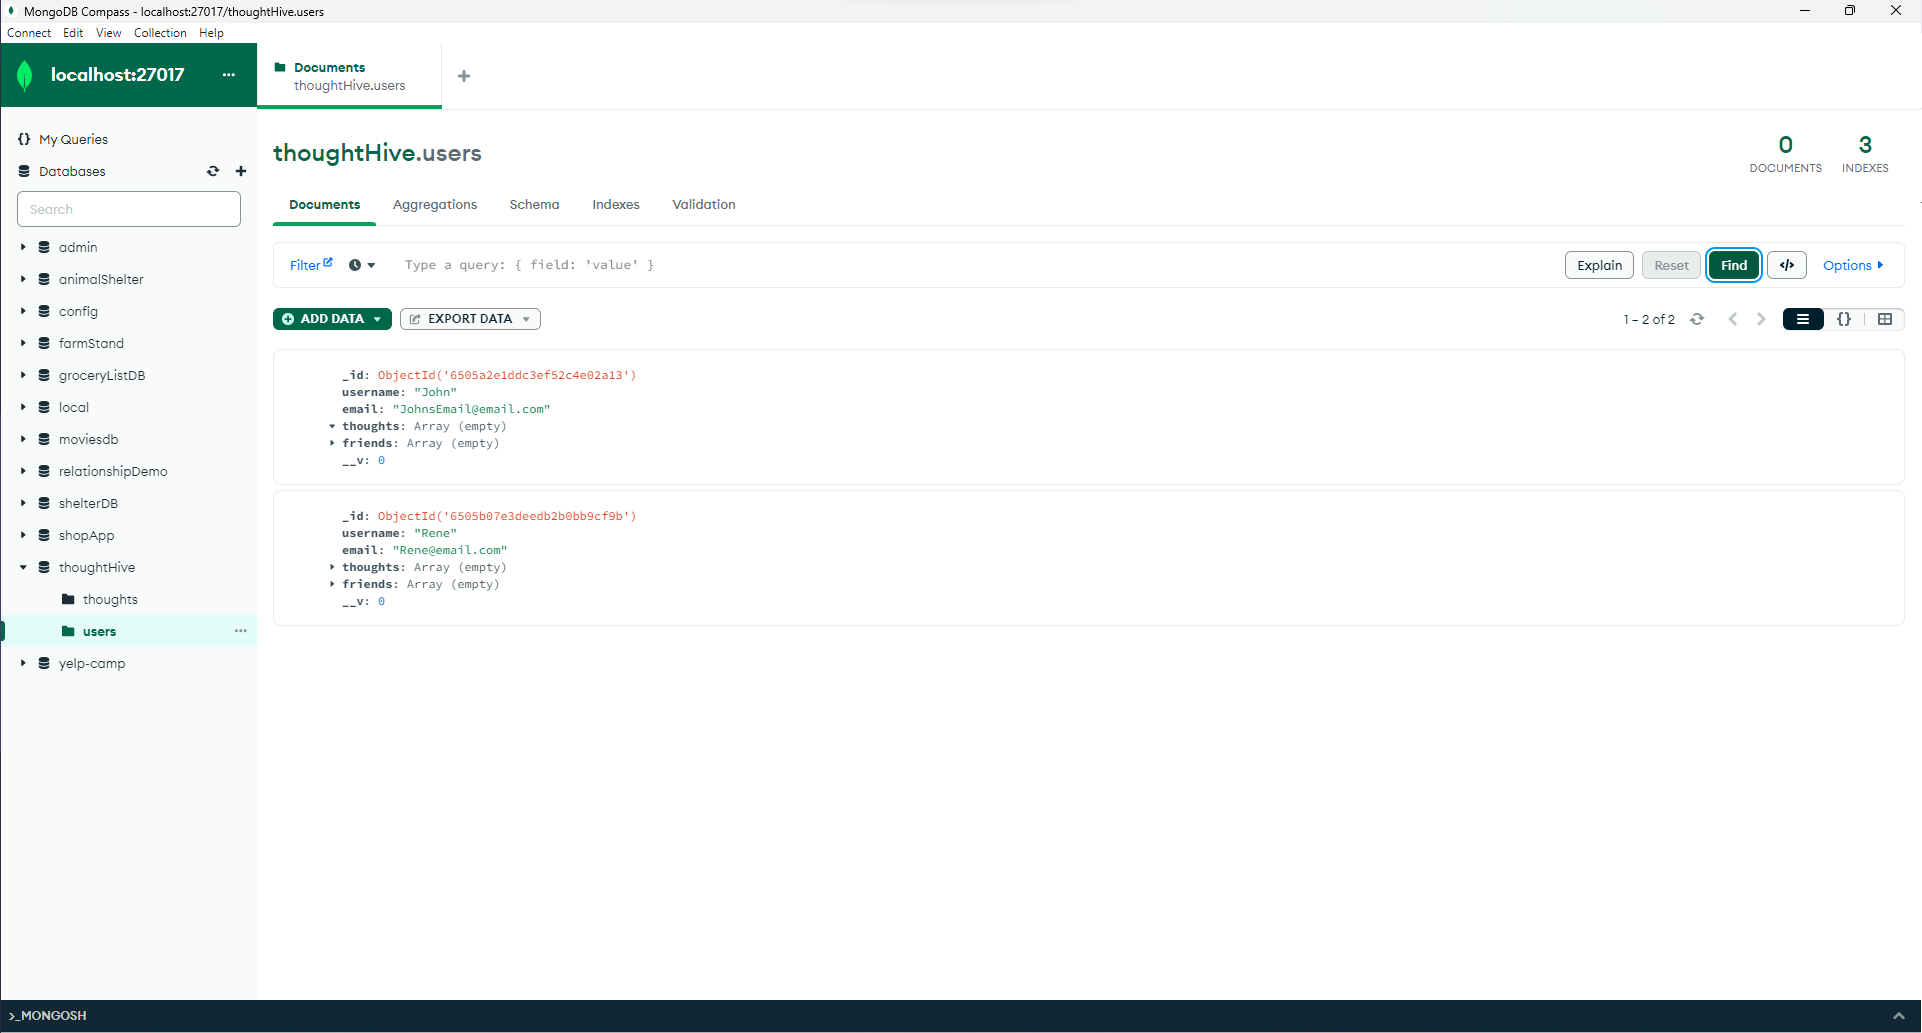 MongoDB Compass - localhost:27017/thoughtHive.users
Connect Edit View Collection Help
localhost:27017
Documents
thoughtHive.users
My Queries
Databases
Search
admin
animalShelter
config
farmStand
groceryListDB
local
moviesdb
relationshipDemo
shelterDB
shopApp
thoughtHive
thoughts
users
yelp-camp
thoughtHive.users
0
DOCUMENTS
3
INDEXES
Documents Aggregations Schema Indexes Validation
Filter Type a query: { field: 'value' } Explain Reset Find </> Options
ADD DATA EXPORT DATA 1 – 2 of 2 {}
_id: ObjectId('6505a2e1ddc3ef52c4e02a13')
username: "John"
email: "JohnsEmail@email.com"
thoughts: Array (empty)
friends: Array (empty)
__v: 0
_id: ObjectId('6505b07e3deedb2b0bb9cf9b')
username: "Rene"
email: "Rene@email.com"
thoughts: Array (empty)
friends: Array (empty)
__v: 0
>_MONGOSH